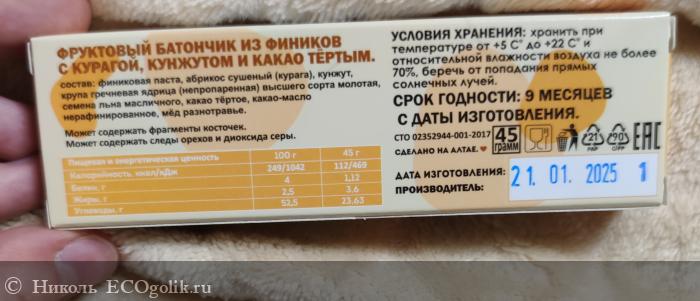 ФРУКТОВЫЙ БАТОНЧИК ИЗ ФИНИКОВ
С КУРАГОЙ, КУНЖУТОМ И КАКАО ТЁРТЫМ.
состав: финиковая паста, абрикос сушеный (курага), кунжут,
крупа гречневая ядрица (непропаренная) высшего сорта молотая,
семена льна масличного, какао тёртое, какао-масло
нерафинированное, мёд разнотравье.
Может содержать фрагменты косточек.
Может содержать следы орехов и диоксида серы.
Пищевая и энергетическая ценность 100 г 45 г
Калорийность, ккал/кДж 249/1042 112/469
Белки, г 4 1,12
Жиры, г 2,5 3,6
Углеводы, г 52,5 23,63
УСЛОВИЯ ХРАНЕНИЯ: хранить при
температуре от +5 С° до +22 С° и
относительной влажности воздуха не более
70%, беречь от попадания прямых
солнечных лучей.
СРОК ГОДНОСТИ: 9 МЕСЯЦЕВ
С ДАТЫ ИЗГОТОВЛЕНИЯ.
СТО 02352944-001-2017
СДЕЛАНО НА АЛТАЕ.
45
ГРАММ
21
PAP
90
C/PP
EAC
ДАТА ИЗГОТОВЛЕНИЯ:
ПРОИЗВОДИТЕЛЬ:
21. 01. 2025 1
© Николь ECOgolik.ru